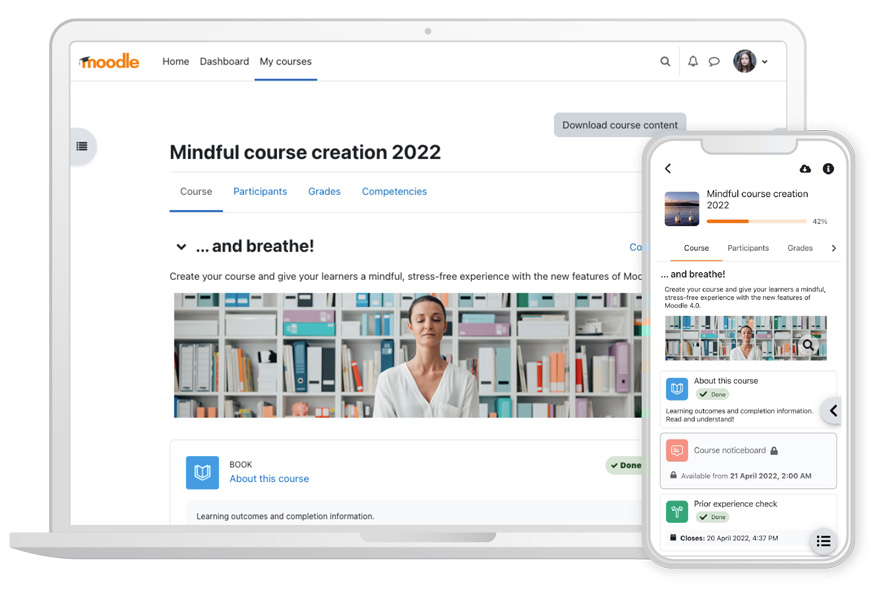 moodle
Home Dashboard My courses
Download course content
Mindful course creation 2022
Course Participants Grades Competencies
... and breathe!
Create your course and give your learners a mindful, stress-free experience with the new features of
BOOK
About this course
Done
Learning outcomes and completion information.
Mindful course creation
2022
42%
Course Participants Grades
... and breathe!
Create your course and give your learners a mindful,
stress-free experience with the new features of
Moodle 4.0.
About this course
Done
Learning outcomes and completion information.
Read and understand!
Course noticeboard
Available from 21 April 2022, 2:00 AM
Prior experience check
Done
Closes: 20 April 2022, 4:37 PM